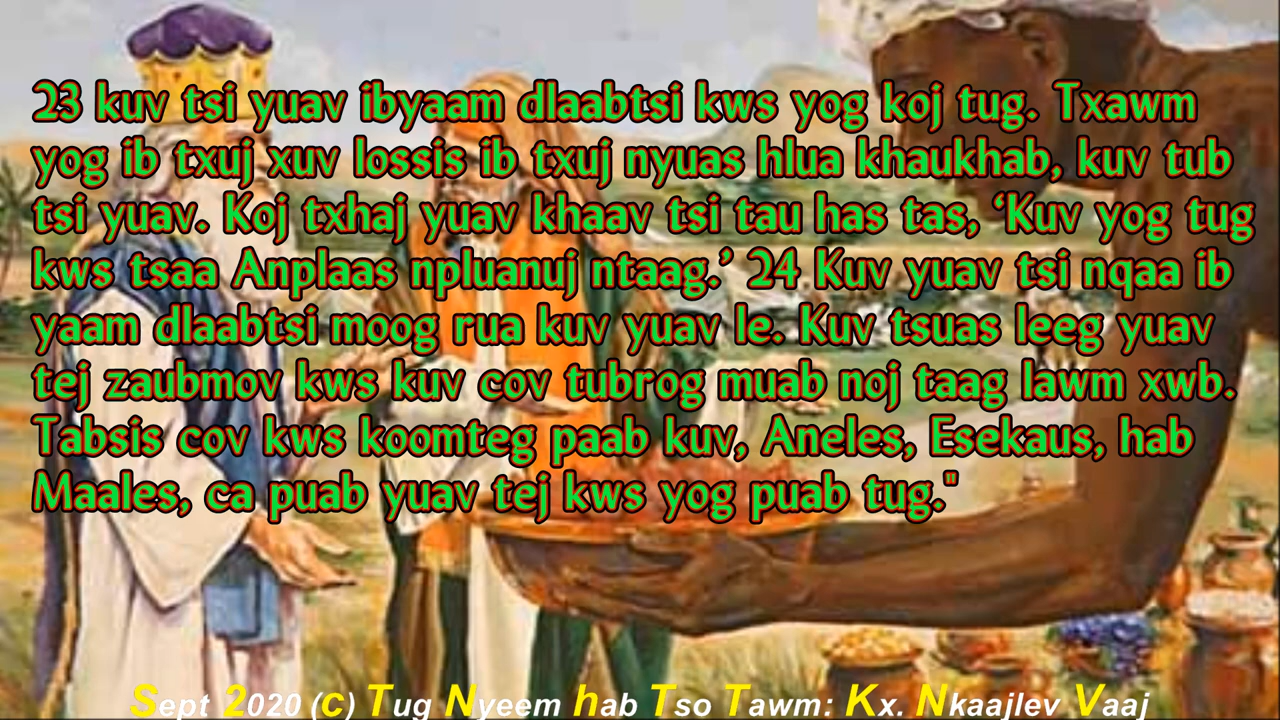 23 kuv tsi yuav ibyaam dlaabtsi kws yog koj tug. Txawm
yog ib txuj xuv lossis ib txuj nyuas hlua khaukhab, kuv tub
tsi yuav. Koj txhaj yuav khaav tsi tau has tas, ‘Kuv yog tug
kws tsaa Anplaas npluanuj ntaag.’ 24 Kuv yuav tsi nqaa ib
yaam dlaabtsi moog rua kuv yuav le. Kuv tsuas leeg yuav
tej zaubmov kws kuv cov tubrog muab noj taag lawm xwb.
Tabsis cov kws koomteg paab kuv, Aneles, Esekaus, hab
Maales, ca puab yuav tej kws yog puab tug."
Sept 2020 (c) Tug Nyeem hab Tso Tawm: Kx. Nkaajlev Vaaj